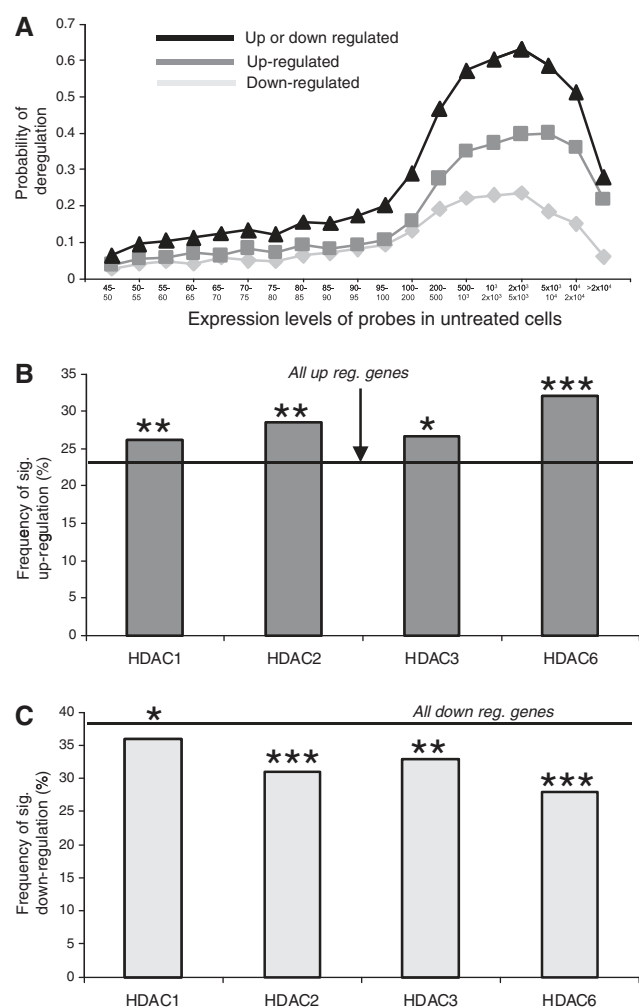 A
0.7
0.6
0.5
0.4
0.3
0.2
0.1
0
Probability of
deregulation
Up or down regulated
Up-regulated
Down-regulated
45- 50- 55- 60- 65- 70- 75- 80- 85- 90- 95- 100- 200- 500- 10³ 2x10³ 5x10³ 10⁴ >2x10⁴
50 55 60 65 70 75 80 85 90 95 100 200 500 10³ 2x10³ 5x10³ 10⁴ 2x10⁴
Expression levels of probes in untreated cells
B
35
30
25
20
15
10
5
0
Frequency of sig.
up-regulation (%)
All up reg. genes
** ** * ***
HDAC1 HDAC2 HDAC3 HDAC6
C
40
35
30
25
20
15
10
5
0
Frequency of sig.
down-regulation (%)
All down reg. genes
* *** ** ***
HDAC1 HDAC2 HDAC3 HDAC6